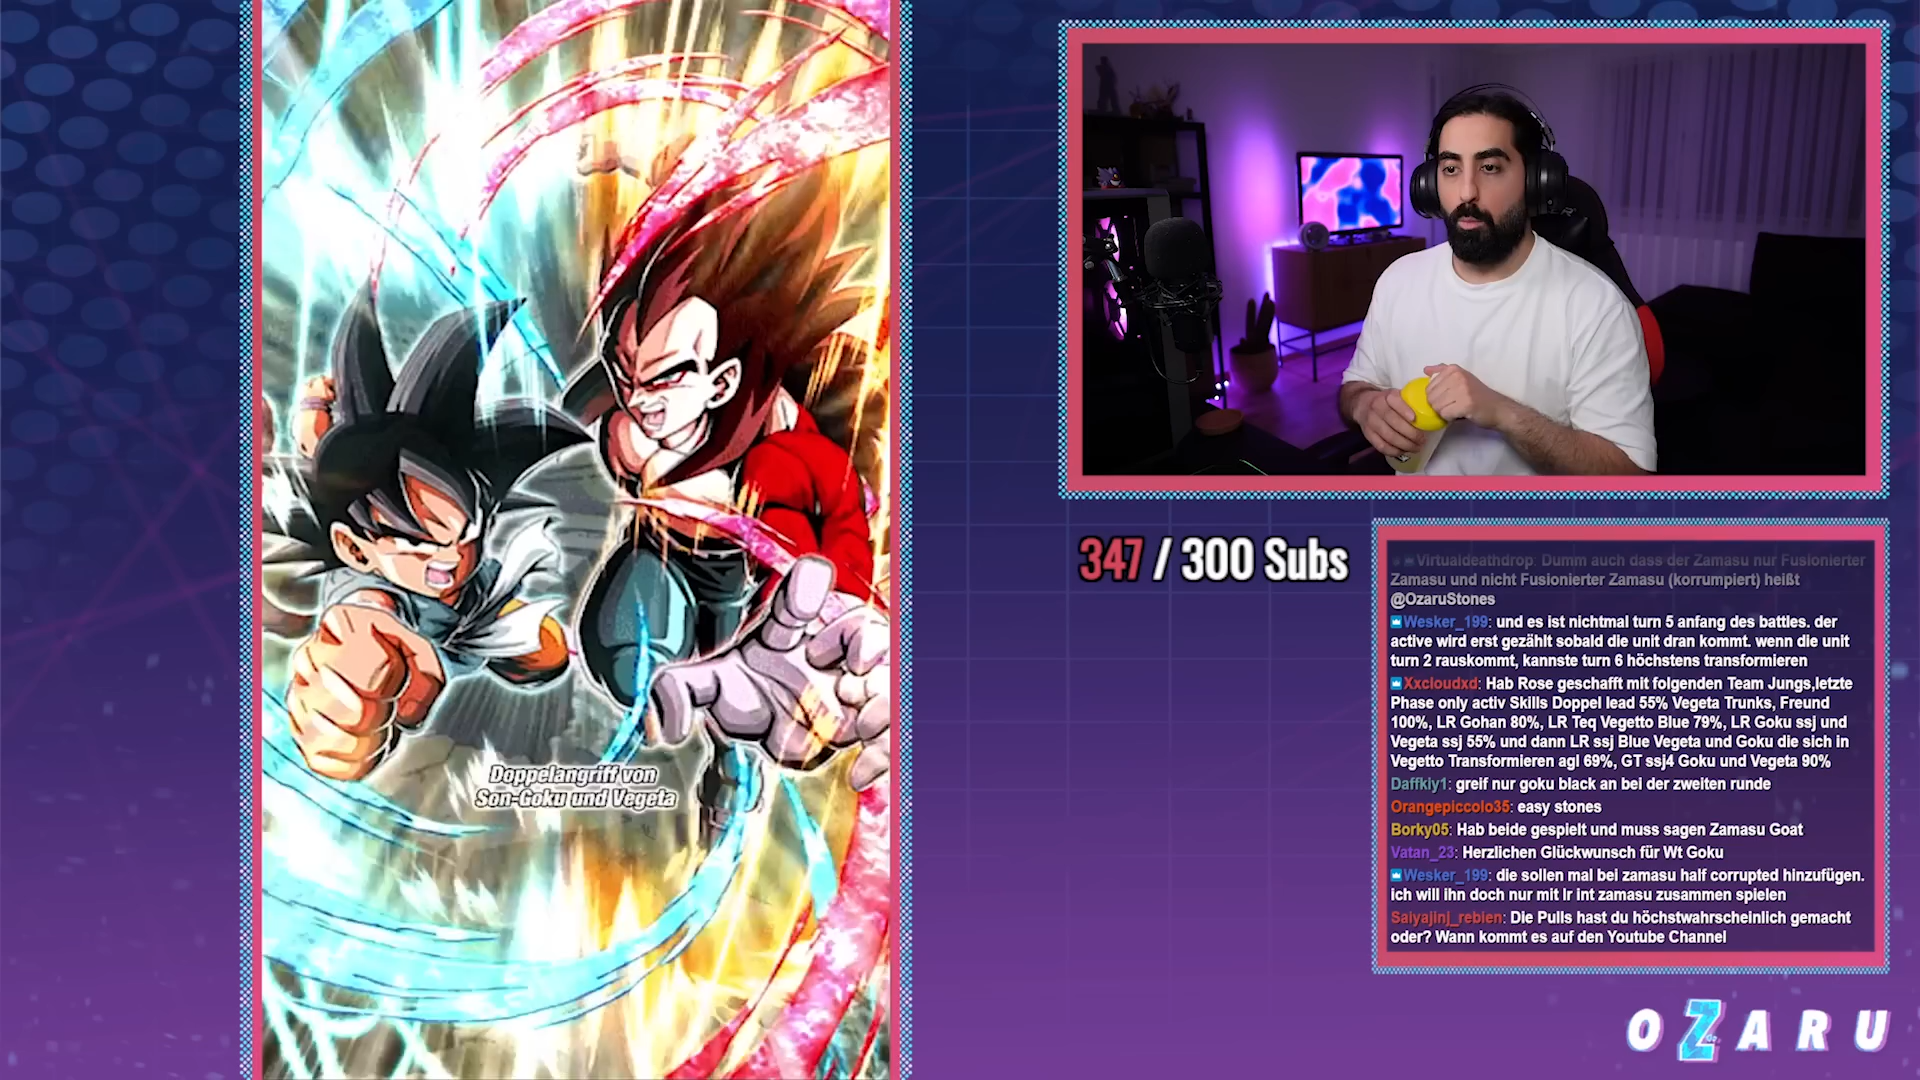 Doppelangriff von
Son-Goku und Vegeta
347 / 300 Subs
Virtualdeathdrop: Dumm auch dass der Zamasu nur Fusionierter
Zamasu und nicht Fusionierter Zamasu (korrumpiert) heißt
@OzaruStones
Wesker_199: und es ist nichtmal turn 5 anfang des battles. der
active wird erst gezählt sobald die unit dran kommt. wenn die unit
turn 2 rauskommt, kannste turn 6 höchstens transformieren
Xxcloudxd: Hab Rose geschafft mit folgenden Team Jungs,letzte
Phase only activ Skills Doppel lead 55% Vegeta Trunks, Freund
100%, LR Gohan 80%, LR Teq Vegetto Blue 79%, LR Goku ssj und
Vegeta ssj 55% und dann LR ssj Blue Vegeta und Goku die sich in
Vegetto Transformieren agl 69%, GT ssj4 Goku und Vegeta 90%
Daffkiy1: greif nur goku black an bei der zweiten runde
Orangepiccolo35: easy stones
Borky05: Hab beide gespielt und muss sagen Zamasu Goat
Vatan_23: Herzlichen Glückwunsch für Wt Goku
Wesker_199: die sollen mal bei zamasu half corrupted hinzufügen.
ich will ihn doch nur mit lr int zamasu zusammen spielen
Saiyajinj_rebien: Die Pulls hast du höchstwahrscheinlich gemacht
oder? Wann kommt es auf den Youtube Channel
OZARU